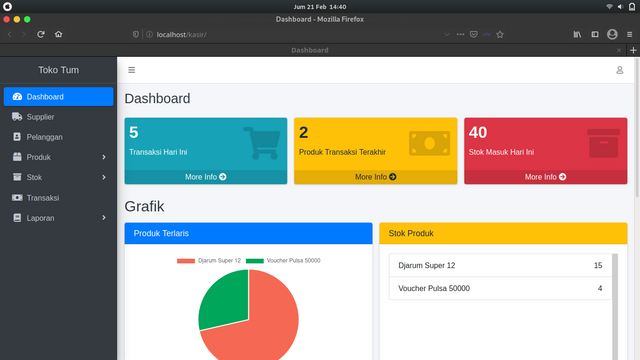 Jum 21 Feb 14:40
Dashboard - Mozilla Firefox
localhost/kasir/
Dashboard
Toko Tum
Dashboard
Supplier
Pelanggan
Produk
Stok
Transaksi
Laporan
Dashboard
5
Transaksi Hari Ini
More Info
2
Produk Transaksi Terakhir
More Info
40
Stok Masuk Hari Ini
More Info
Grafik
Produk Terlaris
Djarum Super 12 Voucher Pulsa 50000
Stok Produk
Djarum Super 12 15
Voucher Pulsa 50000 4